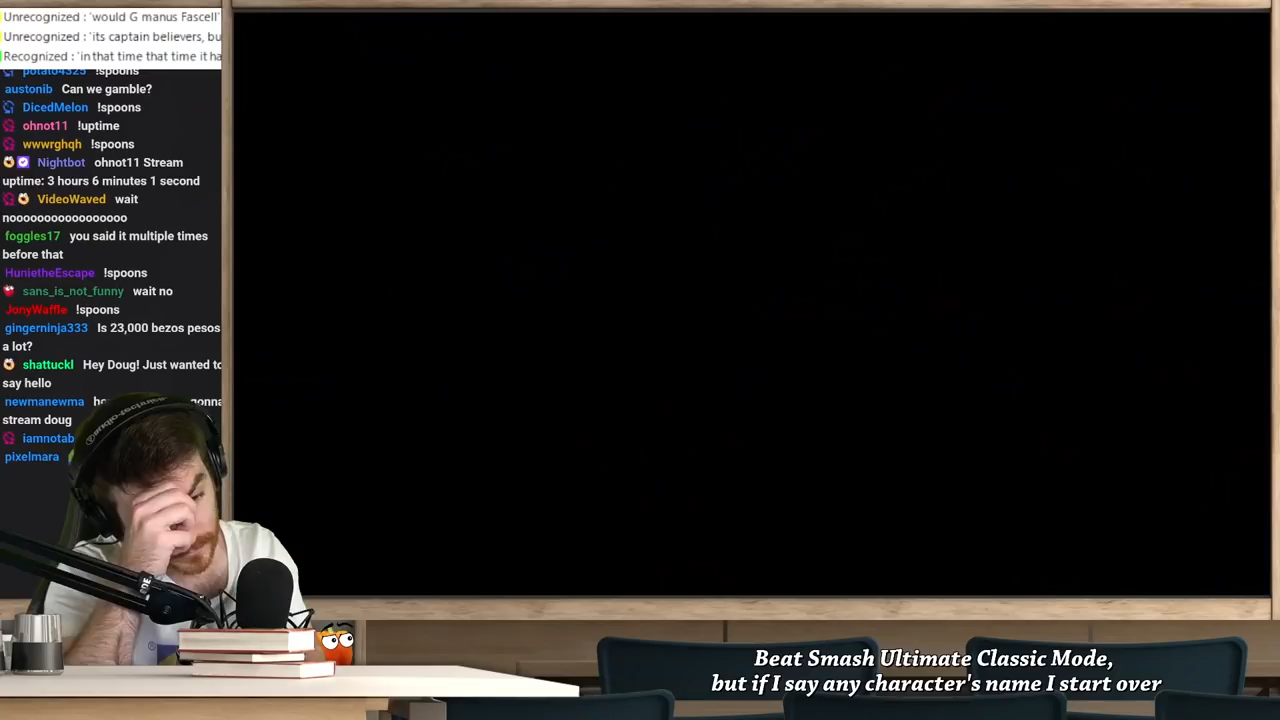 Unrecognized : 'would G manus Fascell'
Unrecognized : 'its captain believers, bu
Recognized : 'in that time that time it ha
potato4325 !spoons
austonib Can we gamble?
DicedMelon !spoons
ohnot11 !uptime
wwwrghqh !spoons
Nightbot ohnot11 Stream
uptime: 3 hours 6 minutes 1 second
VideoWaved wait
nooooooooooooooooo
foggles17 you said it multiple times
before that
HunietheEscape !spoons
sans_is_not_funny wait no
JonyWaffle !spoons
gingerninja333 Is 23,000 bezos pesos
a lot?
shattuckl Hey Doug! Just wanted to
say hello
newmanewma gonna
stream doug
iamnotab
pixelmara
Beat Smash Ultimate Classic Mode,
but if I say any character's name I start over